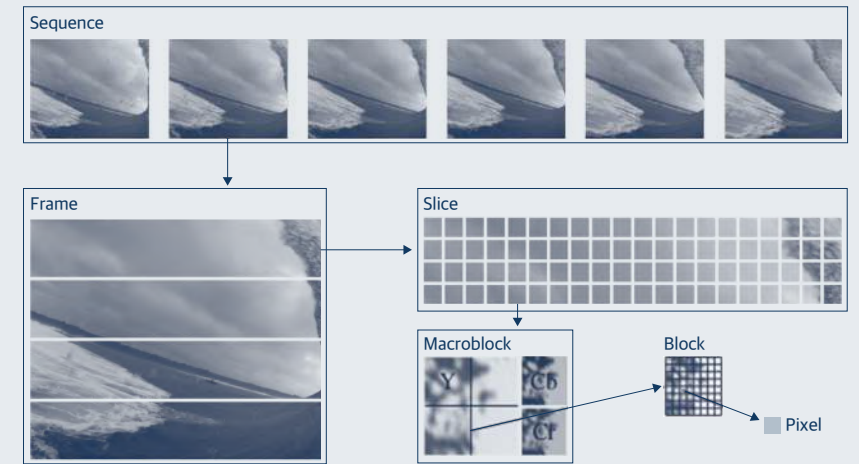 Sequence
Frame
Slice
Macroblock
Y
Cb
Cr
Block
Pixel